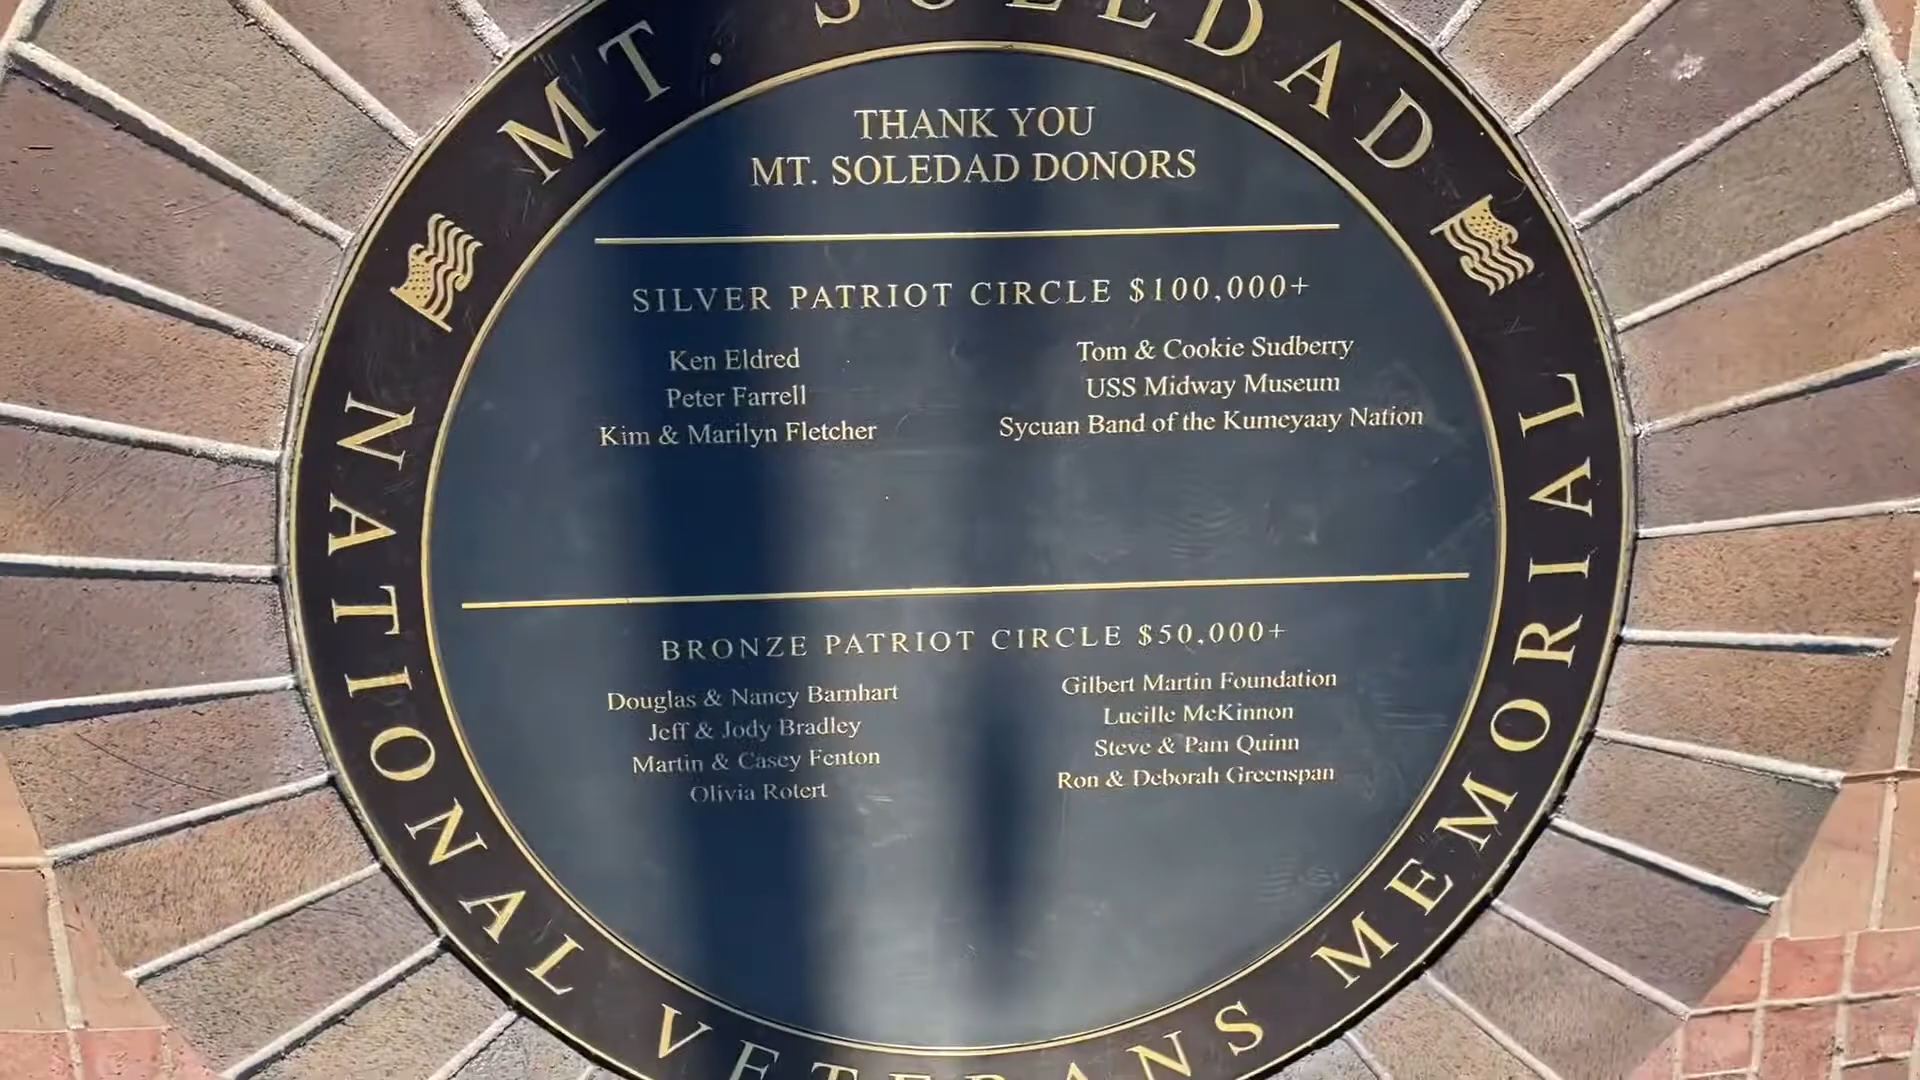 MT. SOLEDAD
NATIONAL VETERANS MEMORIAL
THANK YOU
MT. SOLEDAD DONORS
SILVER PATRIOT CIRCLE $100,000+
Ken Eldred
Peter Farrell
Kim & Marilyn Fletcher
Tom & Cookie Sudberry
USS Midway Museum
Sycuan Band of the Kumeyaay Nation
BRONZE PATRIOT CIRCLE $50,000+
Douglas & Nancy Barnhart
Jeff & Jody Bradley
Martin & Casey Fenton
Olivia Rotert
Gilbert Martin Foundation
Lucille McKinnon
Steve & Pam Quinn
Ron & Deborah Greenspan